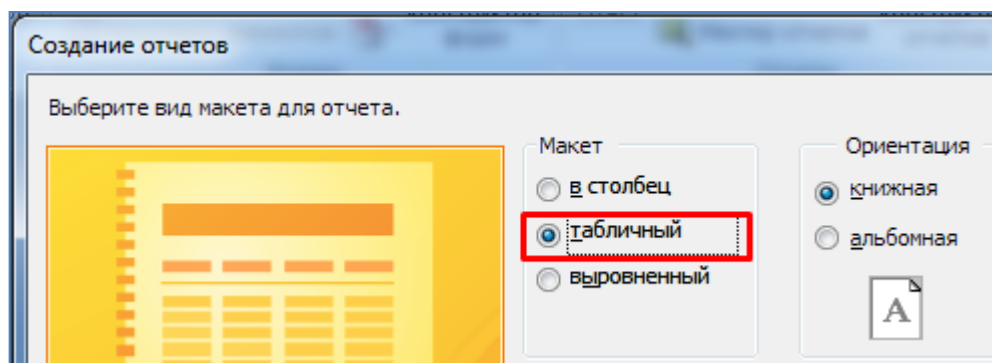 Создание отчетов
Выберите вид макета для отчета.
Макет
в столбец
табличный
выровненный
Ориентация
книжная
альбомная
A